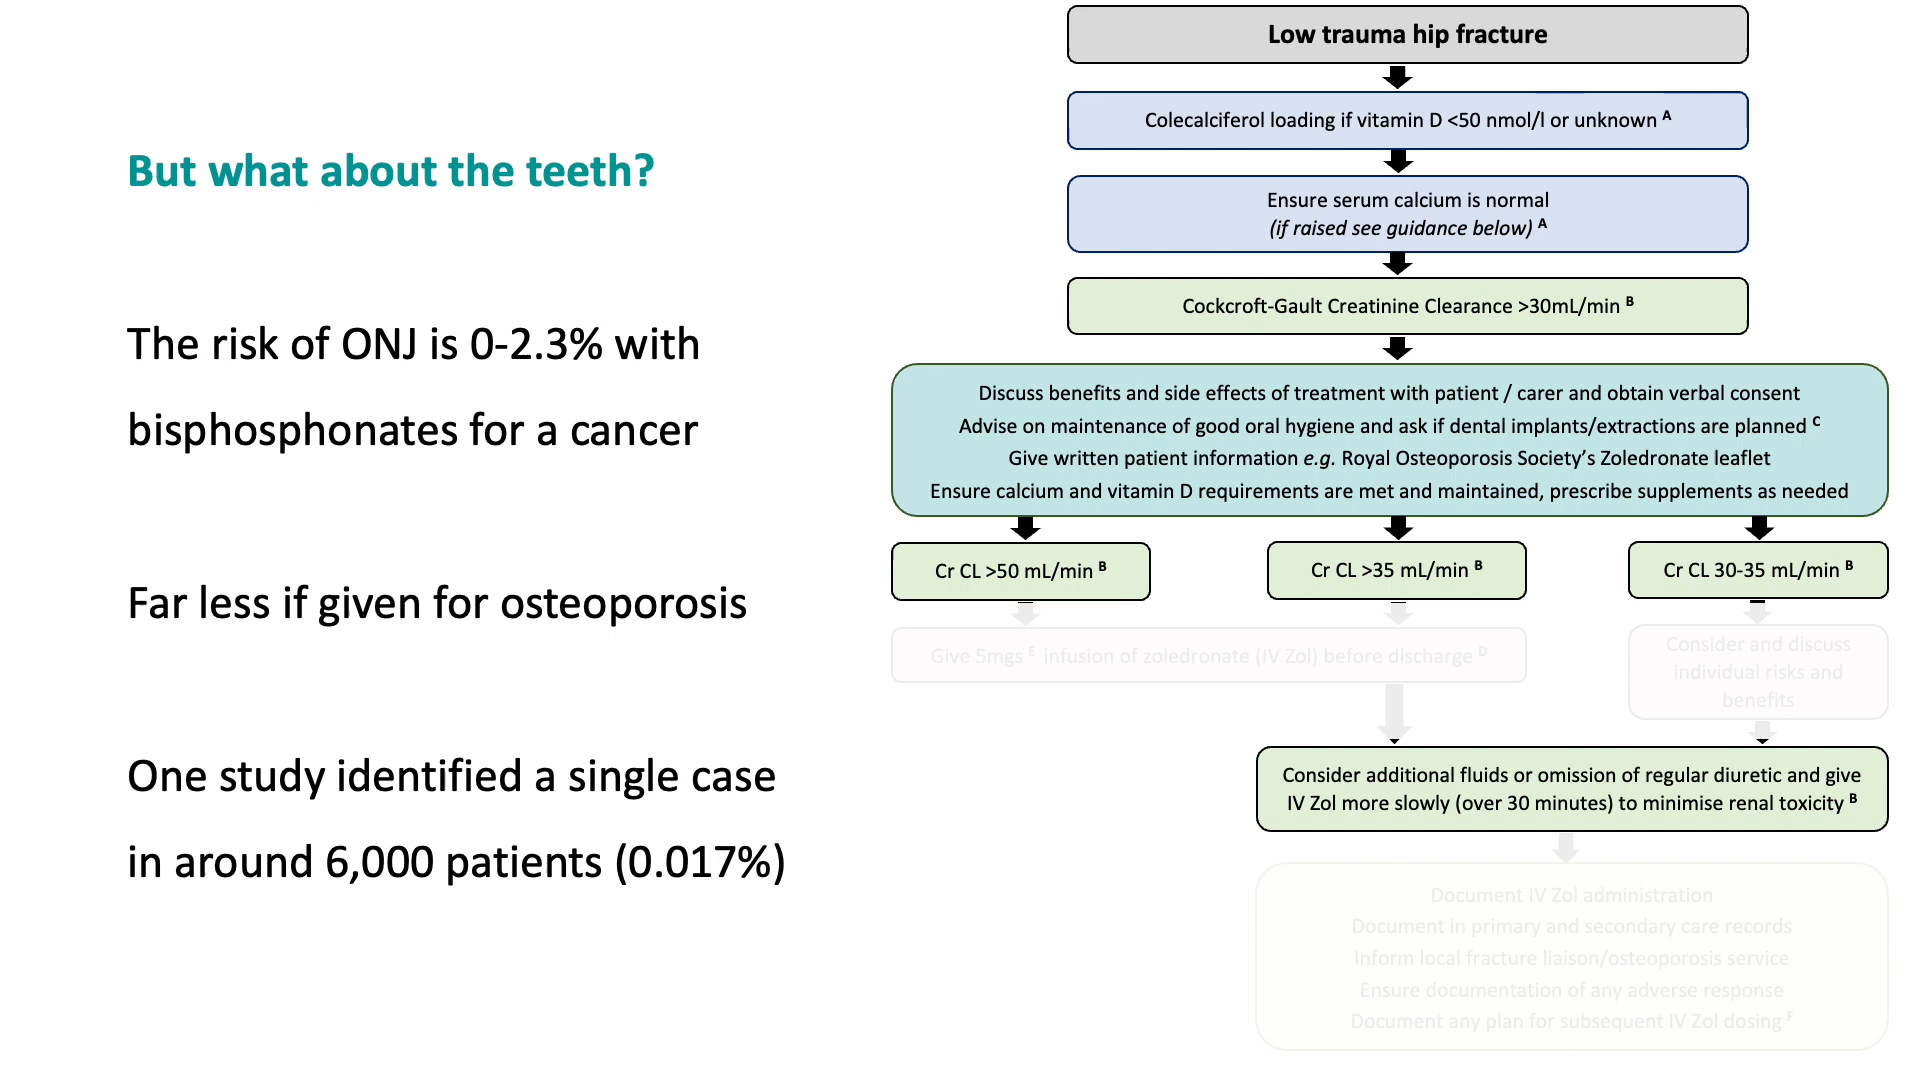 But what about the teeth?
The risk of ONJ is 0-2.3% with
bisphosphonates for a cancer
Far less if given for osteoporosis
One study identified a single case
in around 6,000 patients (0.017%)
Low trauma hip fracture
Colecalciferol loading if vitamin D <50 nmol/l or unknown A
Ensure serum calcium is normal
(if raised see guidance below) A
Cockcroft-Gault Creatinine Clearance >30mL/min B
Discuss benefits and side effects of treatment with patient / carer and obtain verbal consent
Advise on maintenance of good oral hygiene and ask if dental implants/extractions are planned C
Give written patient information e.g. Royal Osteoporosis Society's Zoledronate leaflet
Ensure calcium and vitamin D requirements are met and maintained, prescribe supplements as needed
Cr CL >50 mL/min B
Cr CL >35 mL/min B
Cr CL 30-35 mL/min B
Give 5mgs E infusion of zoledronate (IV Zol) before discharge D
Consider and discuss
individual risks and
benefits
Consider additional fluids or omission of regular diuretic and give
IV Zol more slowly (over 30 minutes) to minimise renal toxicity B
Document IV Zol administration
Document in primary and secondary care records
Inform local fracture liaison/osteoporosis service
Ensure documentation of any adverse response
Document any plan for subsequent IV Zol dosing F